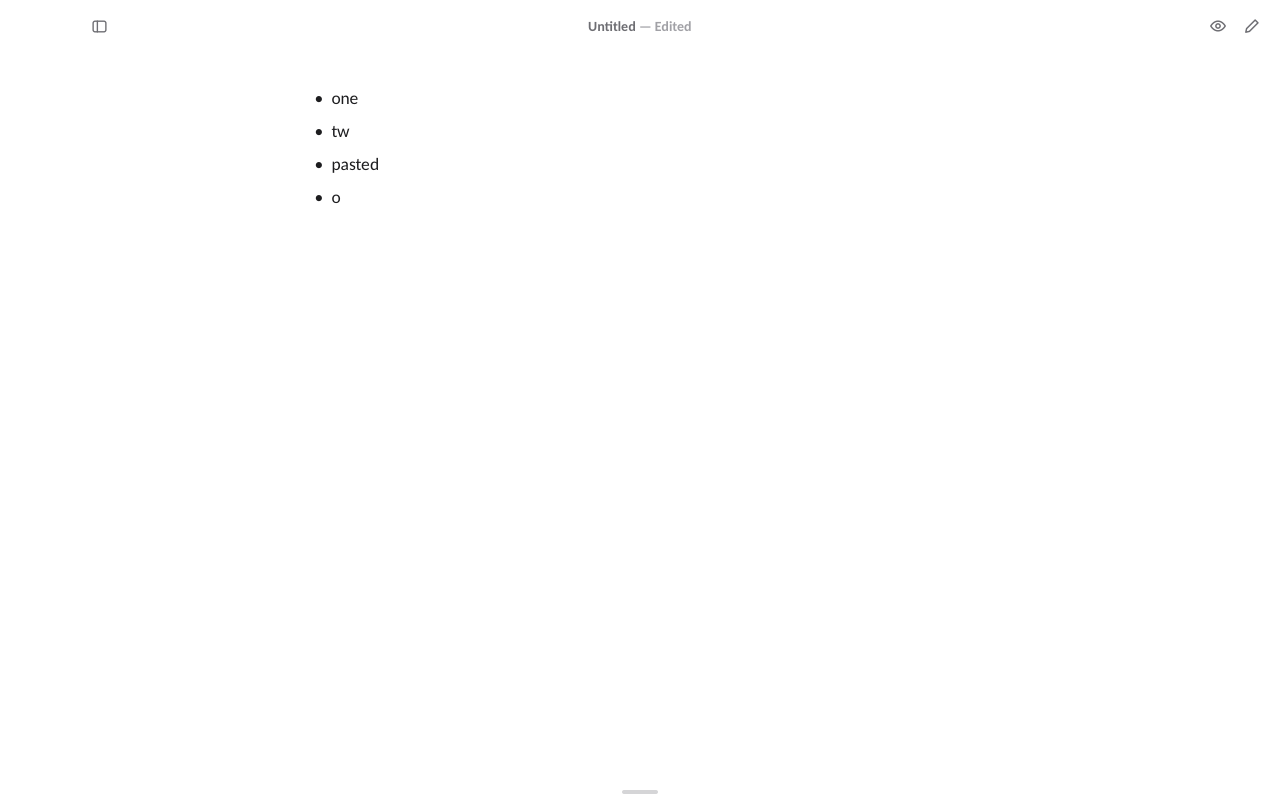 Untitled — Edited
• one
• tw
• pasted
• o